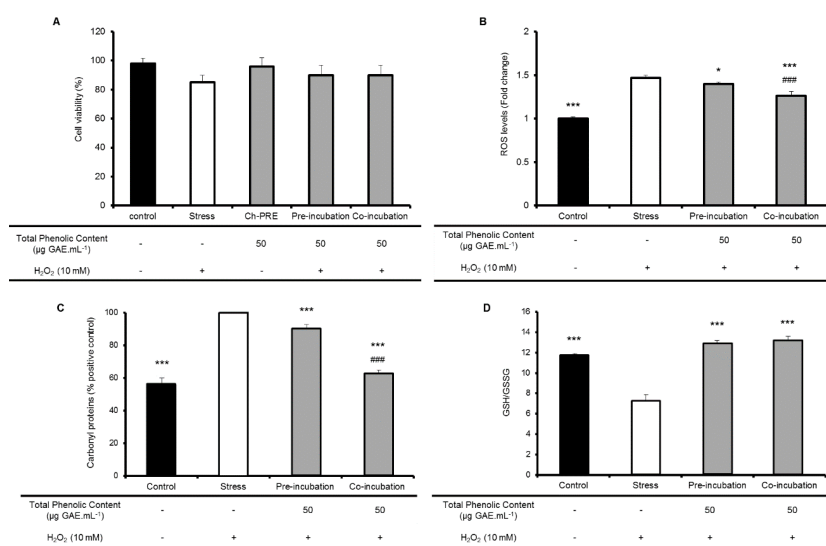 A
120
100
80
60
40
20
0
Cell viability (%)
control Stress Ch-PRE Pre-incubation Co-incubation
Total Phenolic Content
(µg GAE.mL-1) - - 50 50 50
H2O2 (10 mM) - + - + +
B
2
1.5
1
0.5
0
ROS levels (Fold change)
***
*
***
###
Control Stress Pre-incubation Co-incubation
Total Phenolic Content
(µg GAE.mL-1) - - 50 50
H2O2 (10 mM) - + + +
C
100
80
60
40
20
0
Carbonyl proteins (% positive control)
***
***
***
###
Control Stress Pre-incubation Co-incubation
Total Phenolic Content
(µg GAE.mL-1) - - 50 50
H2O2 (10 mM) - + + +
D
16
14
12
10
8
6
4
2
0
GSH/GSSG
***
***
***
Control Stress Pre-incubation Co-incubation
Total Phenolic Content
(µg GAE.mL-1) - - 50 50
H2O2 (10 mM) - + + +